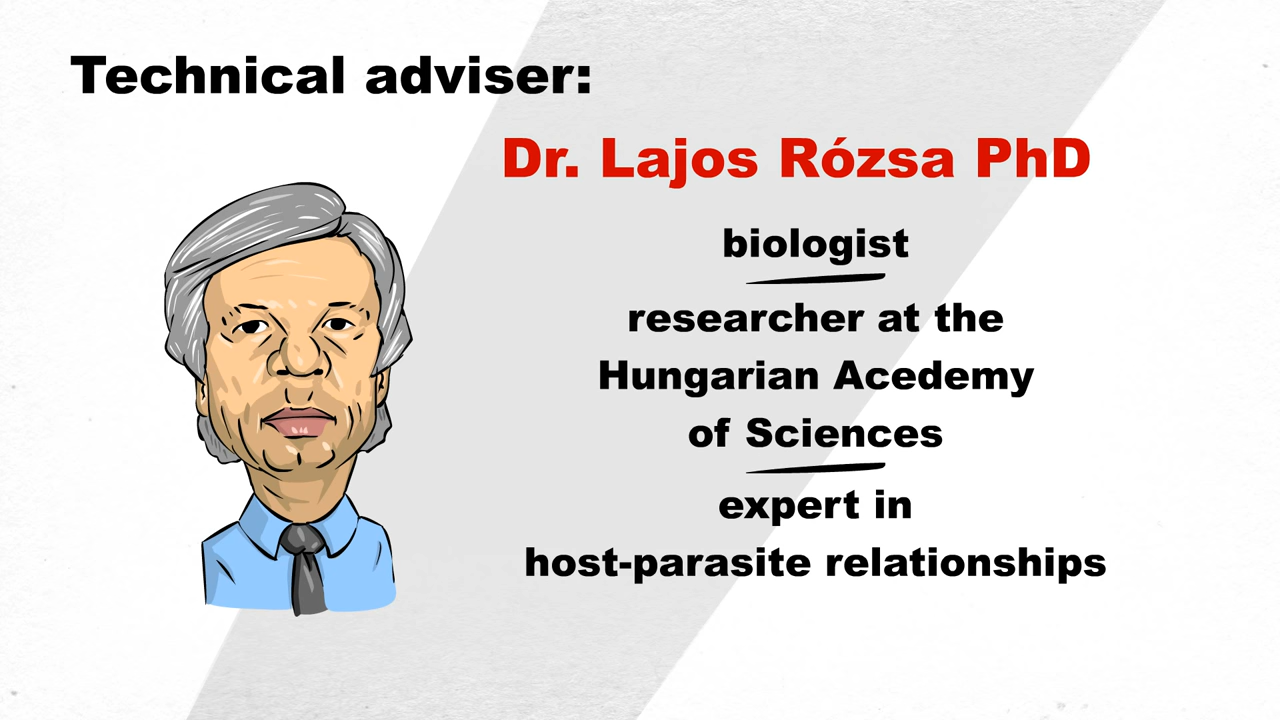 Technical adviser:
Dr. Lajos Rózsa PhD
biologist
researcher at the
Hungarian Acedemy
of Sciences
expert in
host-parasite relationships